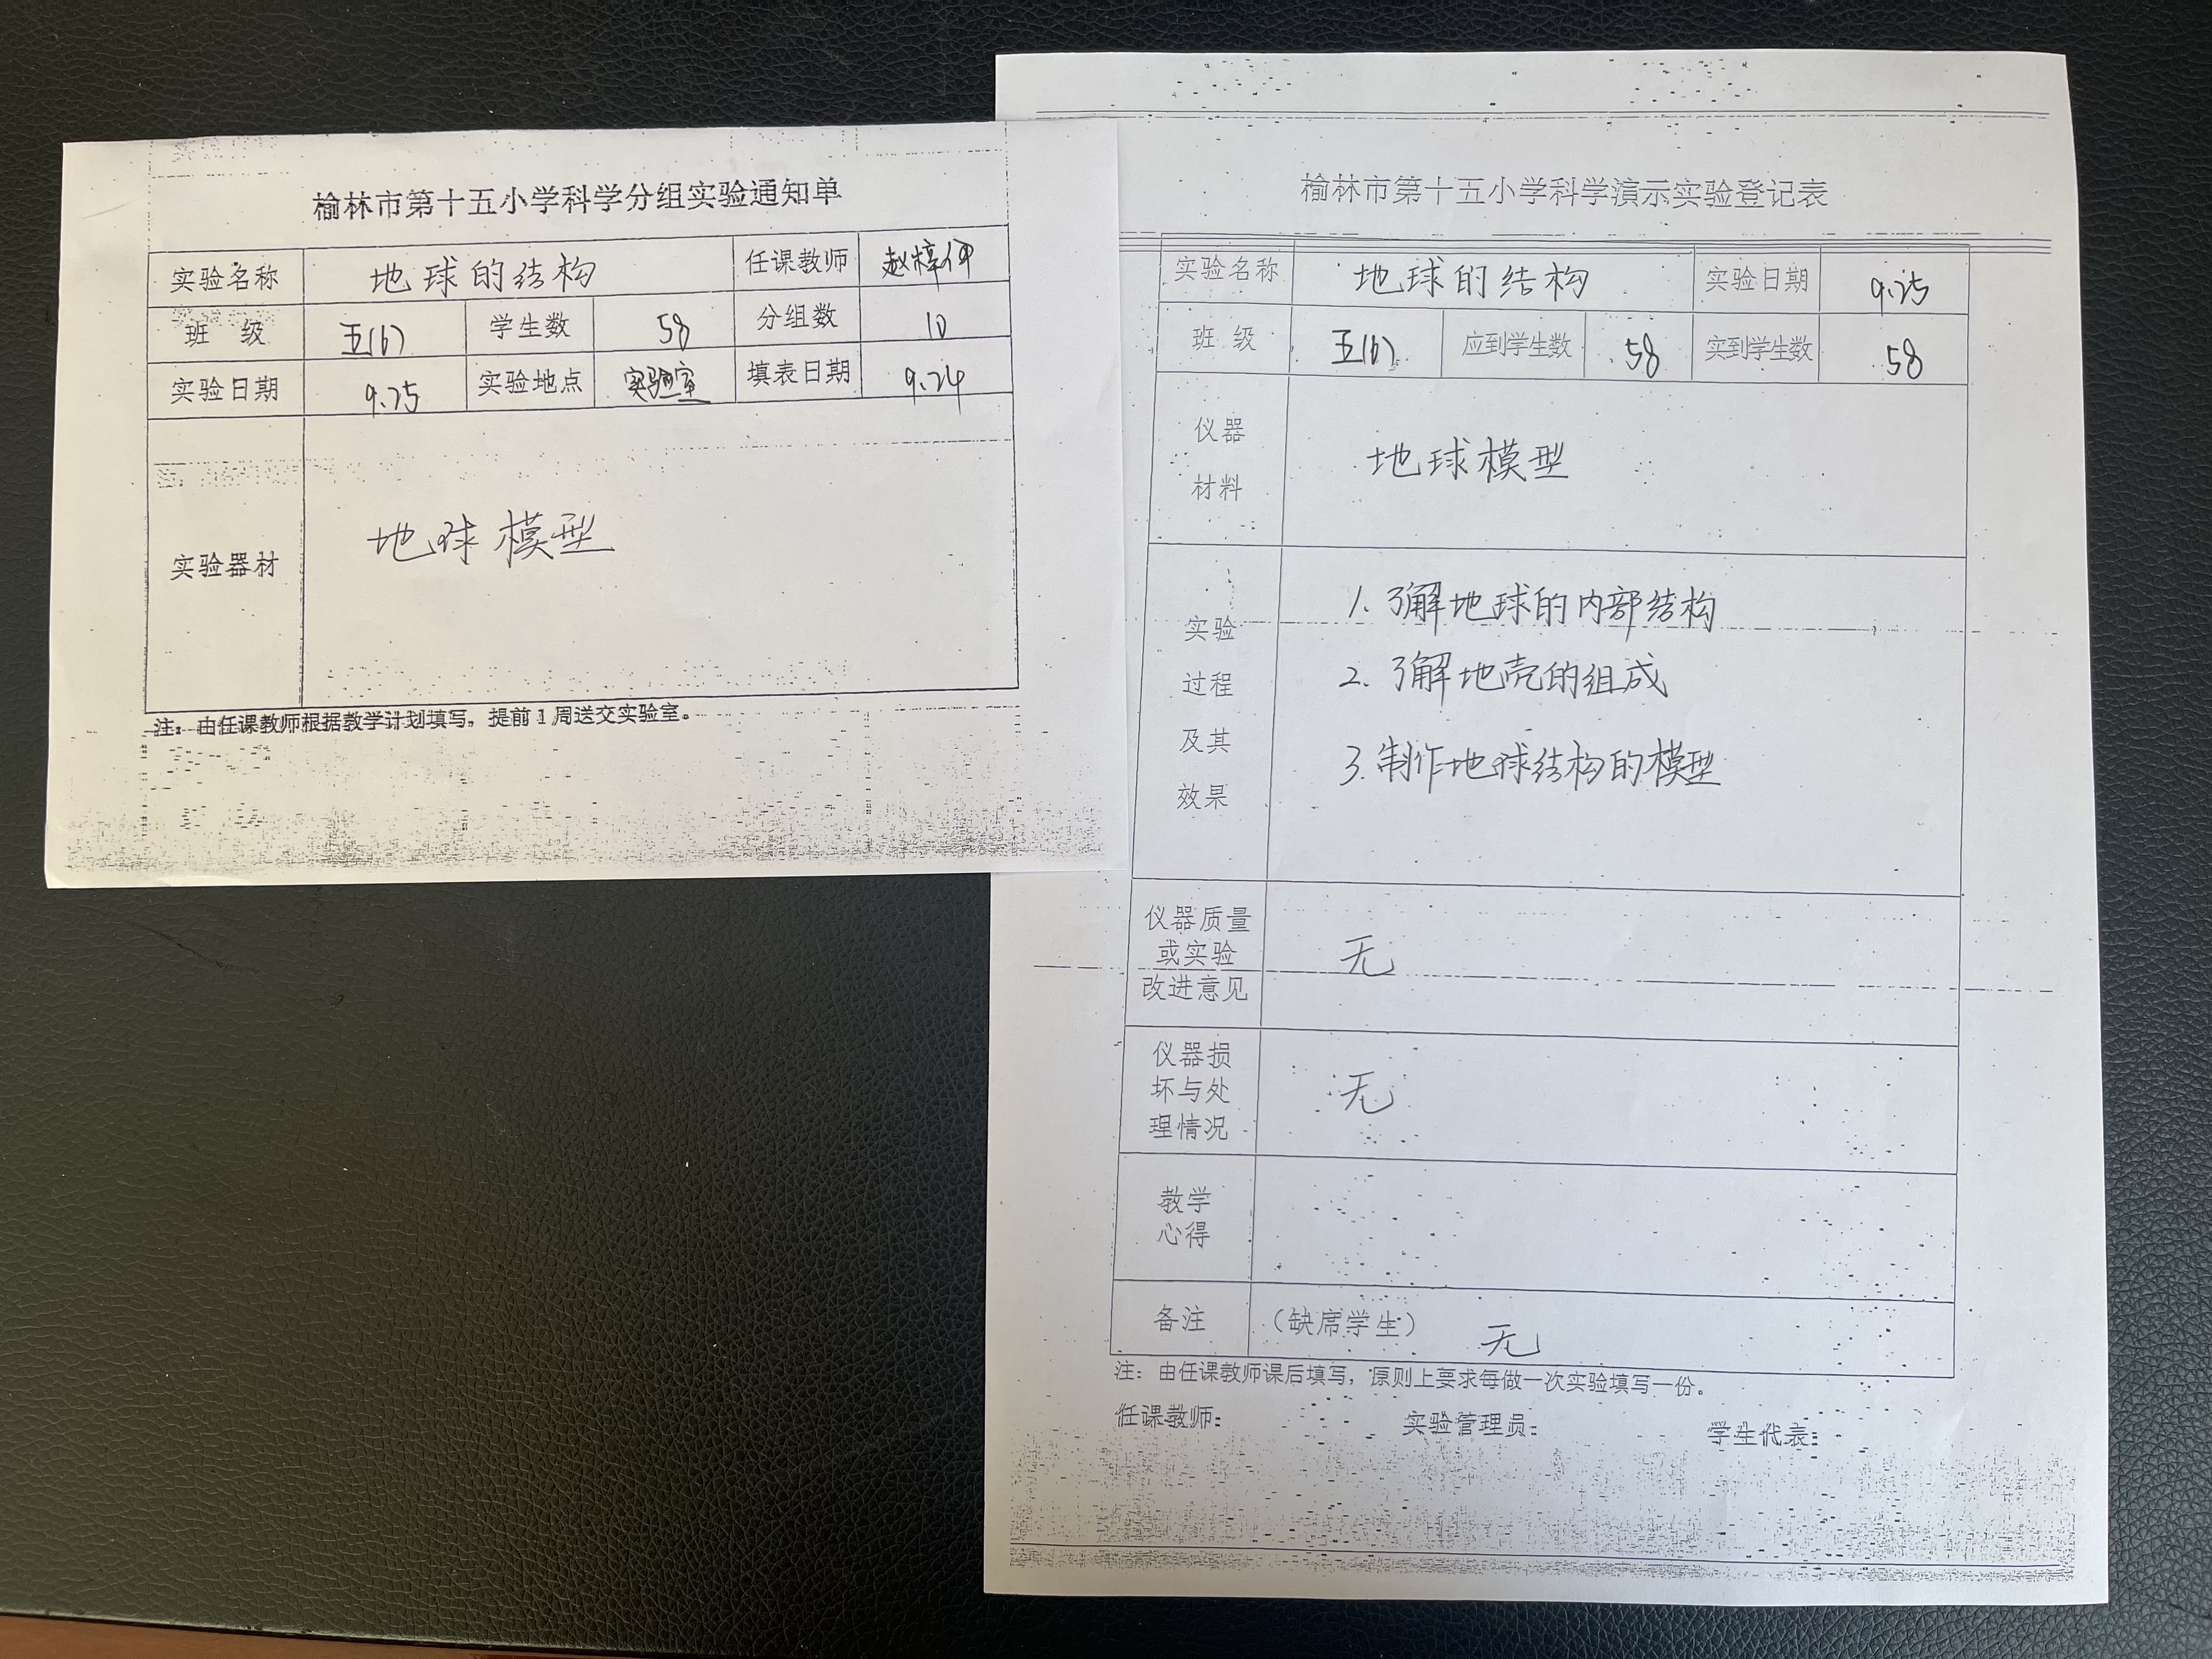 榆林市第十五小学科学分组实验通知单
实验名称 地球的结构 任课教师 赵梓伊
班 级 五(6) 学生数 58 分组数 10
实验日期 9.25 实验地点 实验室 填表日期 9.24
实验器材 地球模型
注:由任课教师根据教学计划填写,提前1周送交实验室。
榆林市第十五小学科学演示实验登记表
实验名称 地球的结构 实验日期 9.25
班 级 五(6) 应到学生数 58 实到学生数 58
仪器
材料
地球模型
实验
过程
及其
效果
1. 了解地球的内部结构
2. 了解地壳的组成
3. 制作地球结构的模型
仪器质量
或实验
改进意见
无
仪器损
坏与处
理情况
无
教学
心得
备注 (缺席学生) 无
注:由任课教师课后填写,原则上要求每做一次实验填写一份。
任课教师: 实验管理员: 学生代表: